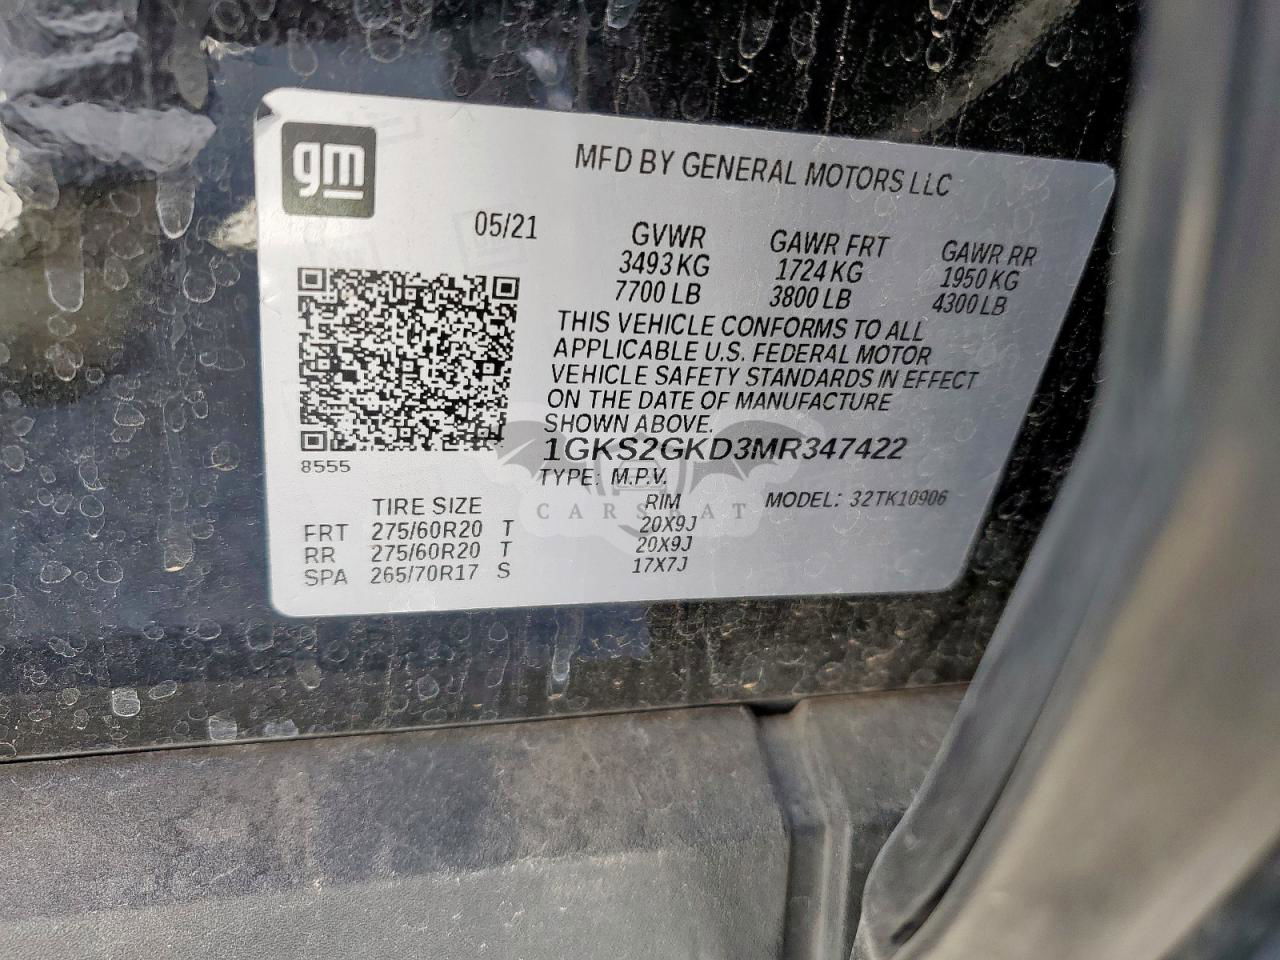 gm
MFD BY GENERAL MOTORS LLC
05/21
GVWR GAWR FRT GAWR RR
3493 KG 1724 KG 1950 KG
7700 LB 3800 LB 4300 LB
THIS VEHICLE CONFORMS TO ALL
APPLICABLE U.S. FEDERAL MOTOR
VEHICLE SAFETY STANDARDS IN EFFECT
ON THE DATE OF MANUFACTURE
SHOWN ABOVE.
1GKS2GKD3MR347422
8555
TYPE: M.P.V.
MODEL: 32TK10906
TIRE SIZE RIM
FRT 275/60R20 T 20X9J
RR 275/60R20 T 20X9J
SPA 265/70R17 S 17X7J
CARSBAT